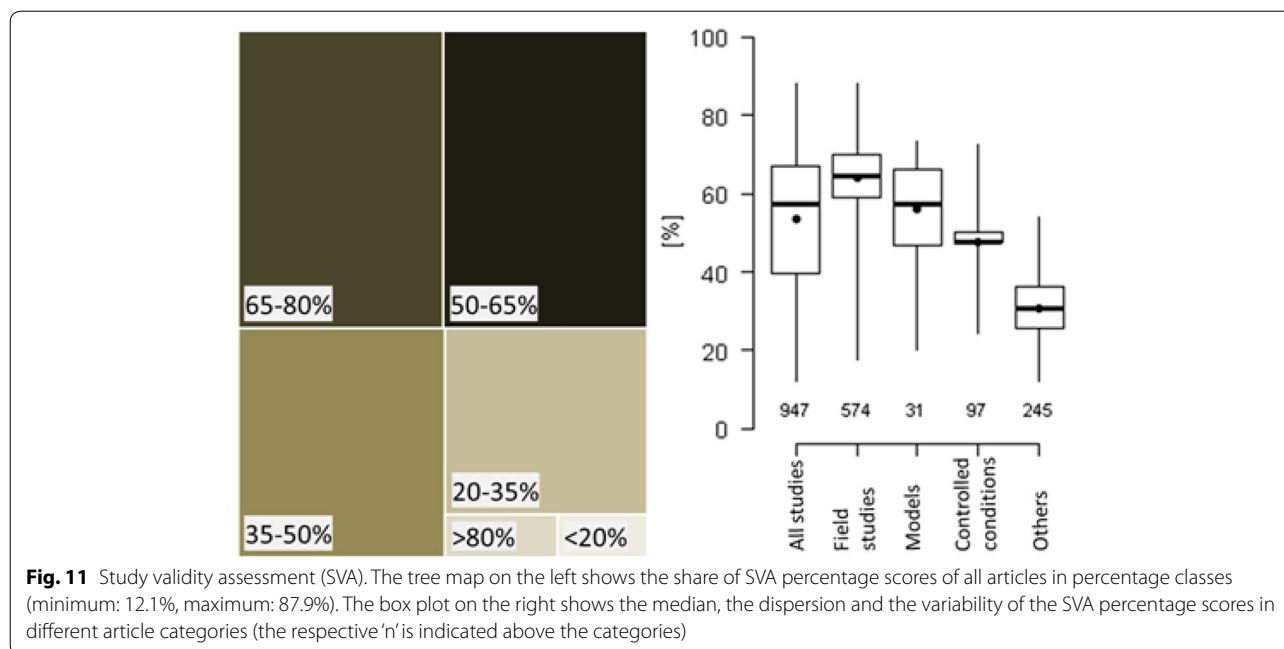 65-80%
50-65%
35-50%
20-35%
>80%
<20%
100
80
60
40
20
0
[%]
947 574 31 97 245
All studies
Field
studies
Models
Controlled
conditions
Others
Fig. 11 Study validity assessment (SVA). The tree map on the left shows the share of SVA percentage scores of all articles in percentage classes
(minimum: 12.1%, maximum: 87.9%). The box plot on the right shows the median, the dispersion and the variability of the SVA percentage scores in
different article categories (the respective ‘n’ is indicated above the categories)